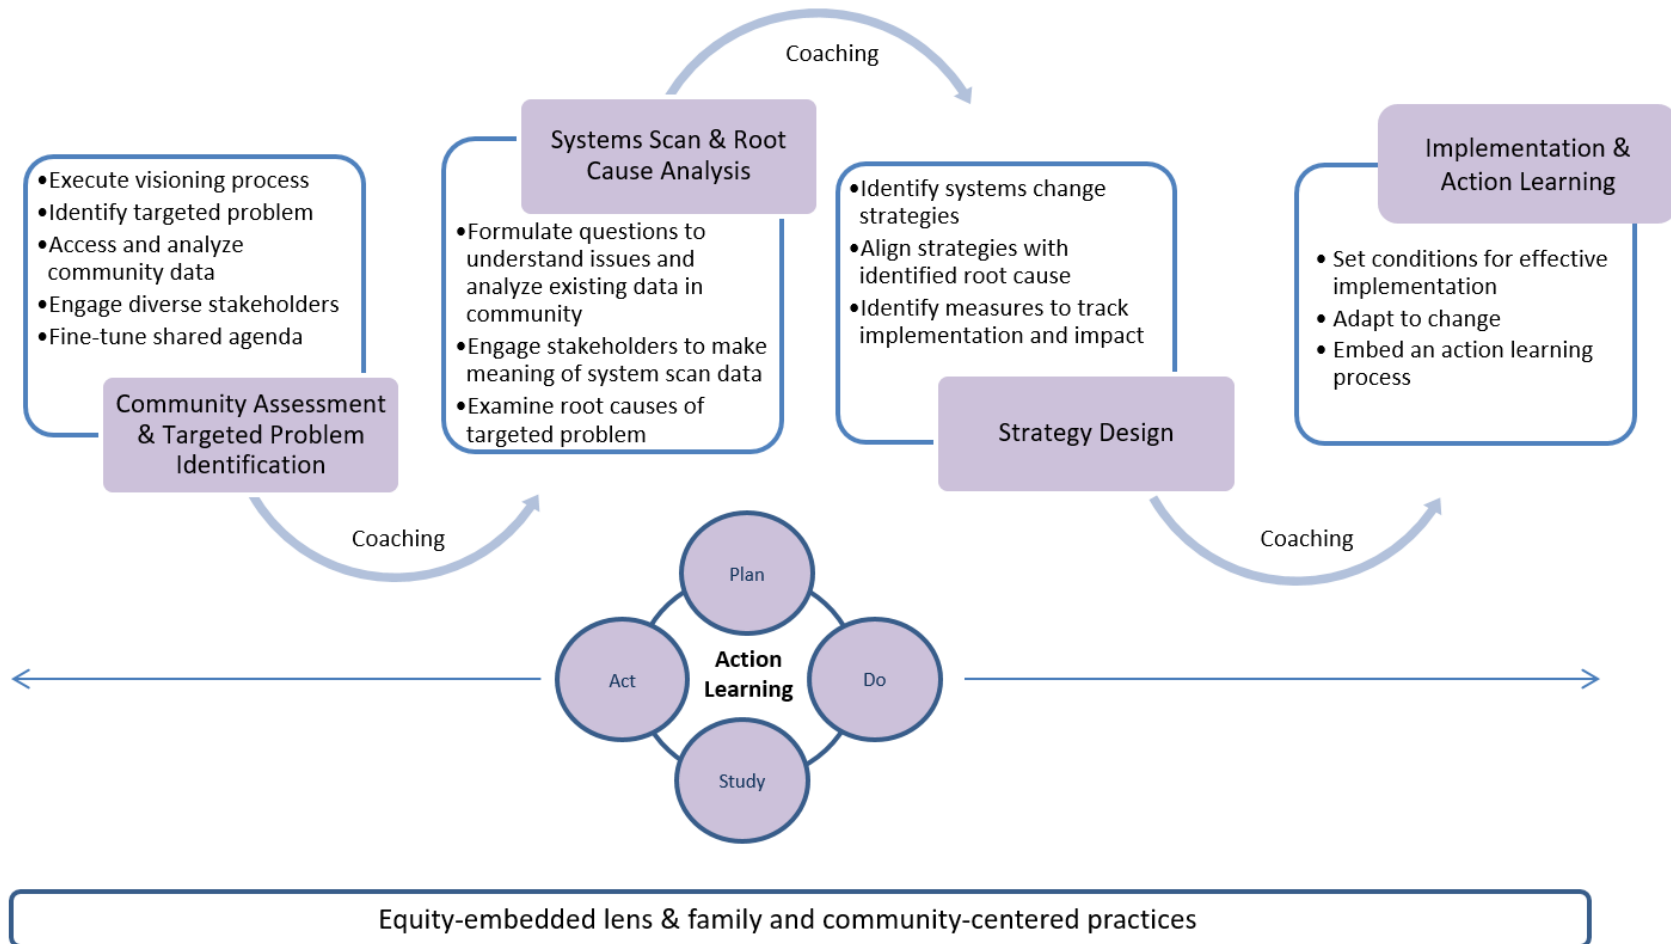 Coaching
•Execute visioning process
•Identify targeted problem
•Access and analyze
community data
•Engage diverse stakeholders
•Fine-tune shared agenda
Community Assessment
& Targeted Problem
Identification
Coaching
Systems Scan & Root
Cause Analysis
•Formulate questions to
understand issues and
analyze existing data in
community
•Engage stakeholders to make
meaning of system scan data
•Examine root causes of
targeted problem
•Identify systems change
strategies
•Align strategies with
identified root cause
•Identify measures to track
implementation and impact
Strategy Design
Coaching
Implementation &
Action Learning
• Set conditions for effective
implementation
• Adapt to change
• Embed an action learning
process
Plan
Act
Action
Learning
Do
Study
Equity-embedded lens & family and community-centered practices